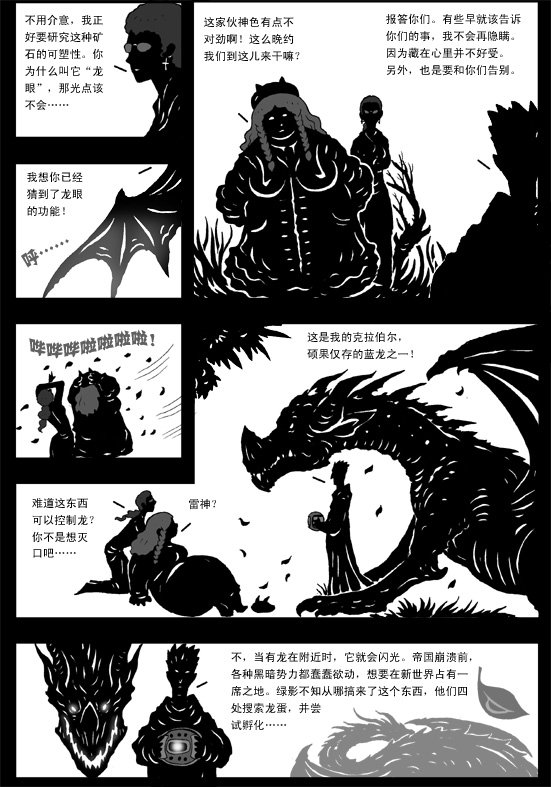 不用介意，我正
好要研究这种矿
石的可塑性。你
为什么叫它“龙
眼”，那光点该
不会……
这家伙神色有点不
对劲啊！这么晚约
我们到这儿来干嘛？
报答你们。有些早就该告诉
你们的事，我不会再隐瞒。
因为藏在心里并不好受。
另外，也是要和你们告别。
我想你已经
猜到了龙眼
的功能！
呼……
哗哗哗啦啦啦啦！
这是我的克拉伯尔，
硕果仅存的蓝龙之一！
难道这东西
可以控制龙？
你不是想灭
口吧……
雷神？
不，当有龙在附近时，它就会闪光。帝国崩溃前，
各种黑暗势力都蠢蠢欲动，想要在新世界占有一
席之地。绿影不知从哪搞来了这个东西，他们四
处搜索龙蛋，并尝
试孵化……